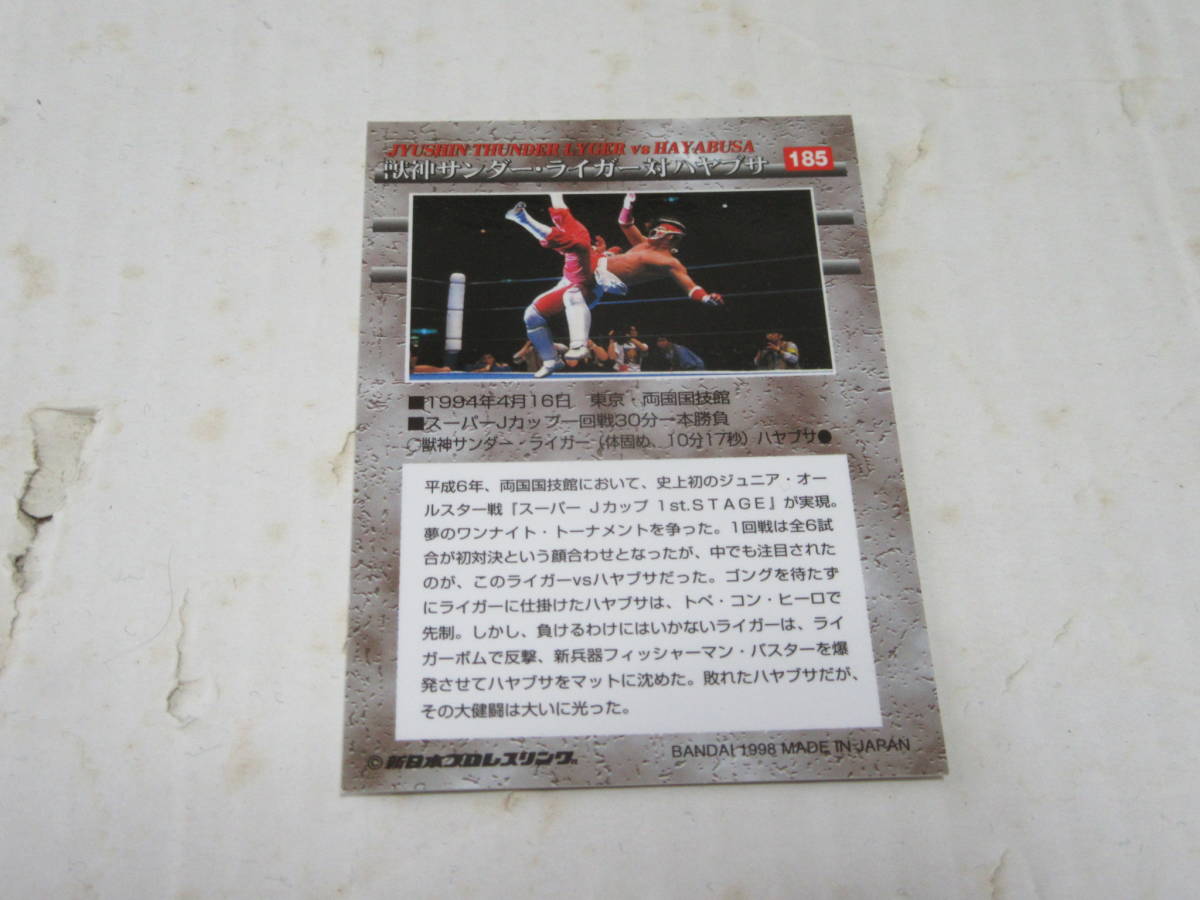 JYUSHIN THUNDER LYGER vs HAYABUSA
獣神サンダー・ライガー対ハヤブサ 185
■1994年4月16日 東京・両国国技館
■スーパーJカップ一回戦30分一本勝負
○獣神サンダー・ライガー（体固め、10分17秒）ハヤブサ●
平成6年、両国国技館において、史上初のジュニア・オー
ルスター戦『スーパー Jカップ 1st.STAGE』が実現。
夢のワンナイト・トーナメントを争った。1回戦は全6試
合が初対決という顔合わせとなったが、中でも注目された
のが、このライガーvsハヤブサだった。ゴングを待たず
にライガーに仕掛けたハヤブサは、トペ・コン・ヒーロで
先制。しかし、負けるわけにはいかないライガーは、ライ
ガーボムで反撃、新兵器フィッシャーマン・バスターを爆
発させてハヤブサをマットに沈めた。敗れたハヤブサだが、
その大健闘は大いに光った。
©新日本プロレスリング BANDAI 1998 MADE IN JAPAN